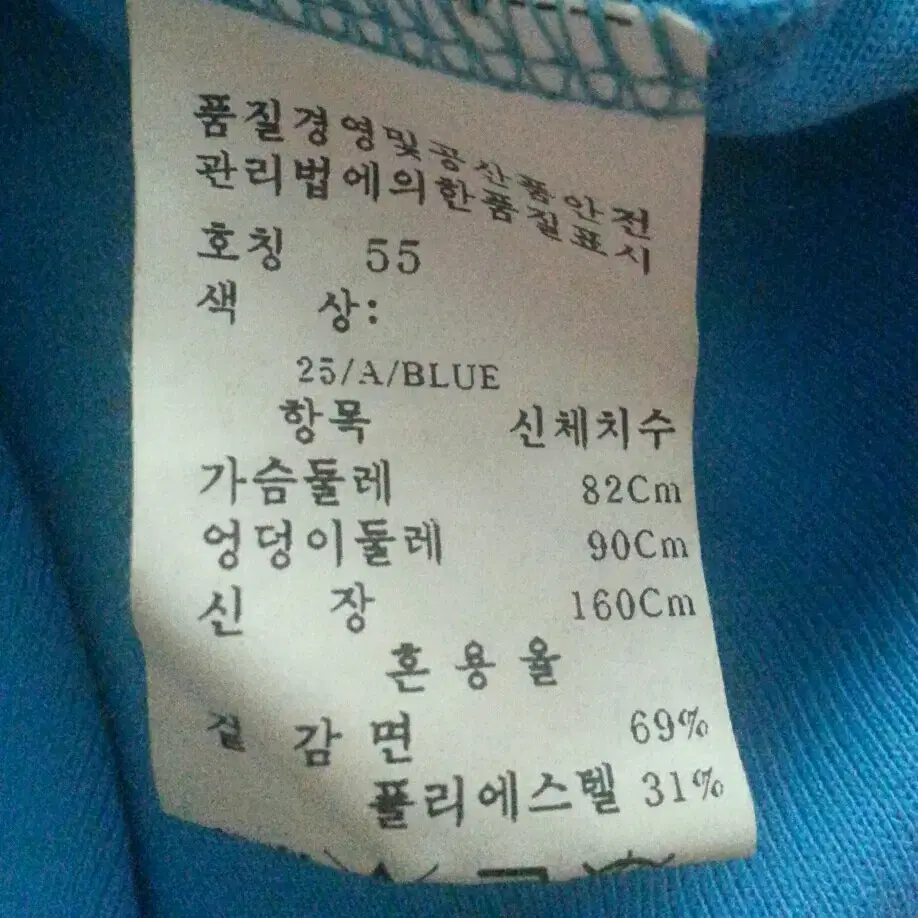 품질경영및공산품안전
관리법에의한품질표시
호칭 55
색 상:
25/A/BLUE
항목 신체치수
가슴둘레 82Cm
엉덩이둘레 90Cm
신 장 160Cm
혼 용 율
겉 감 면 69%
폴리에스텔 31%